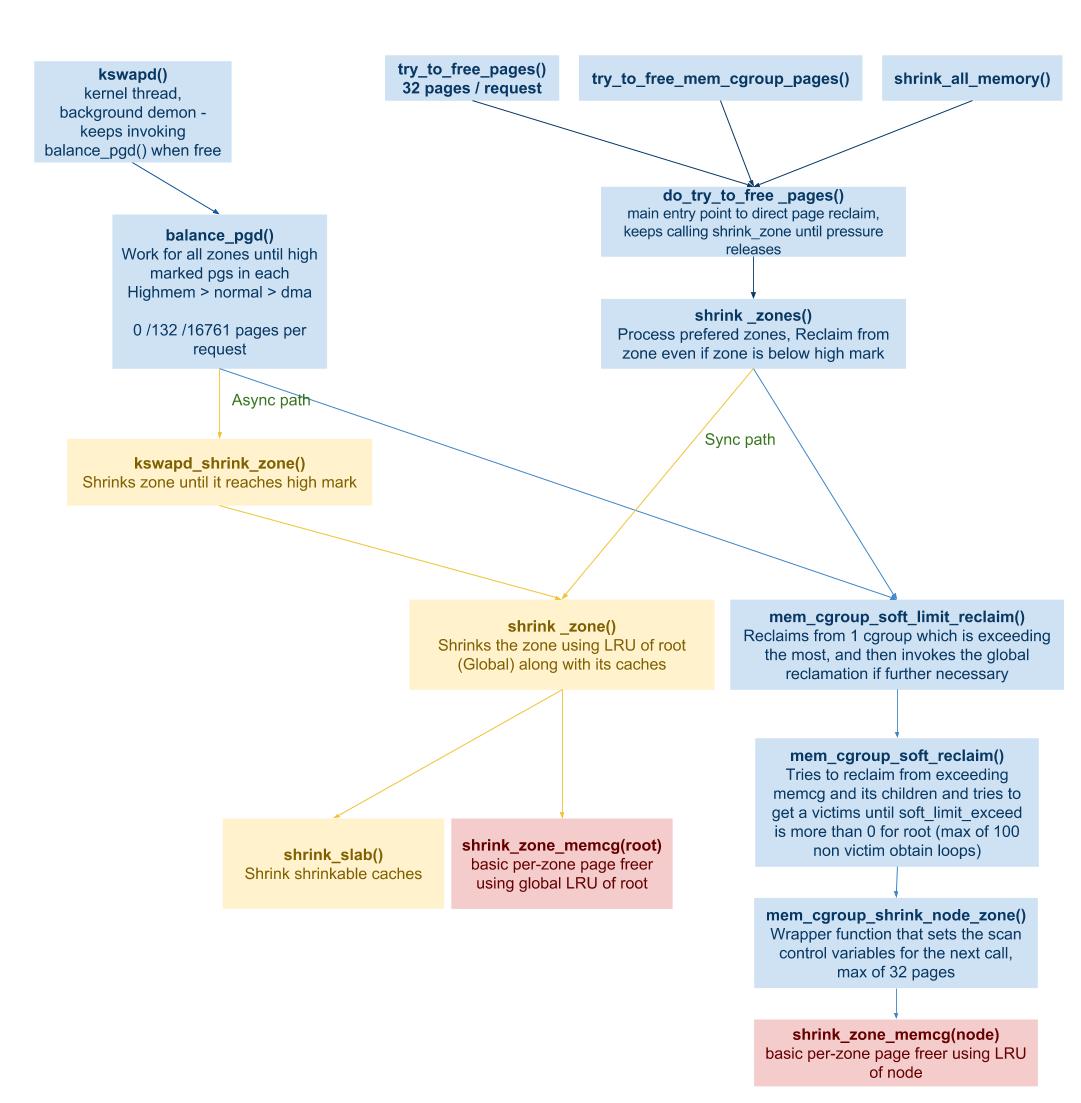 kswapd()
kernel thread,
background demon -
keeps invoking
balance_pgd() when free
try_to_free_pages()
32 pages / request
try_to_free_mem_cgroup_pages()
shrink_all_memory()
do_try_to_free _pages()
main entry point to direct page reclaim,
keeps calling shrink_zone until pressure
releases
balance_pgd()
Work for all zones until high
marked pgs in each
Highmem > normal > dma
0 /132 /16761 pages per
request
shrink _zones()
Process prefered zones, Reclaim from
zone even if zone is below high mark
Async path
Sync path
kswapd_shrink_zone()
Shrinks zone until it reaches high mark
shrink _zone()
Shrinks the zone using LRU of root
(Global) along with its caches
mem_cgroup_soft_limit_reclaim()
Reclaims from 1 cgroup which is exceeding
the most, and then invokes the global
reclamation if further necessary
mem_cgroup_soft_reclaim()
Tries to reclaim from exceeding
memcg and its children and tries to
get a victims until soft_limit_exceed
is more than 0 for root (max of 100
non victim obtain loops)
shrink_slab()
Shrink shrinkable caches
shrink_zone_memcg(root)
basic per-zone page freer
using global LRU of root
mem_cgroup_shrink_node_zone()
Wrapper function that sets the scan
control variables for the next call,
max of 32 pages
shrink_zone_memcg(node)
basic per-zone page freer using LRU
of node